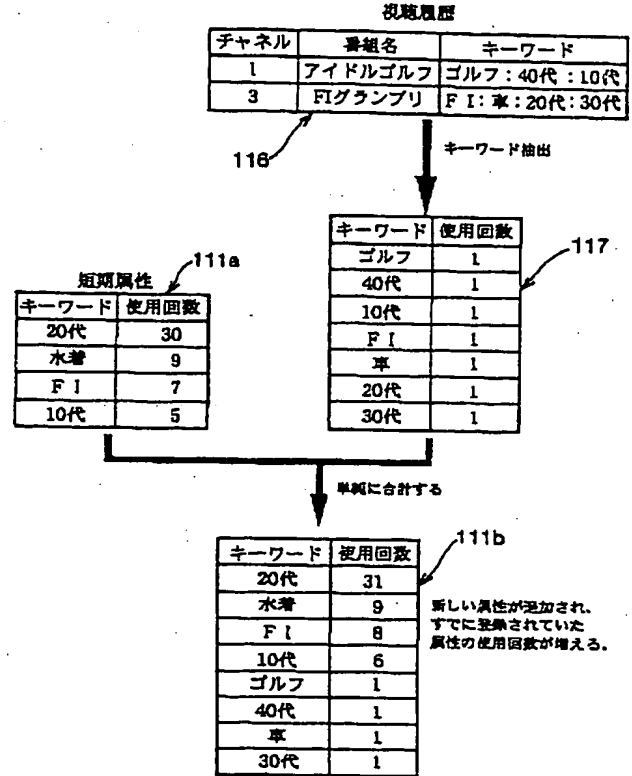 視聴履歴
チャネル 番組名 キーワード
1 アイドルゴルフ ゴルフ：40代：10代
3 FIグランプリ FI：車：20代：30代
116
キーワード抽出
キーワード 使用回数
ゴルフ 1
40代 1
10代 1
FI 1
車 1
20代 1
30代 1
117
短期属性
111a
キーワード 使用回数
20代 30
水着 9
FI 7
10代 5
単純に合計する
キーワード 使用回数
20代 31
水着 9
FI 8
10代 6
ゴルフ 1
40代 1
車 1
30代 1
111b
新しい属性が追加され、
すでに登録されていた
属性の使用回数が増える。